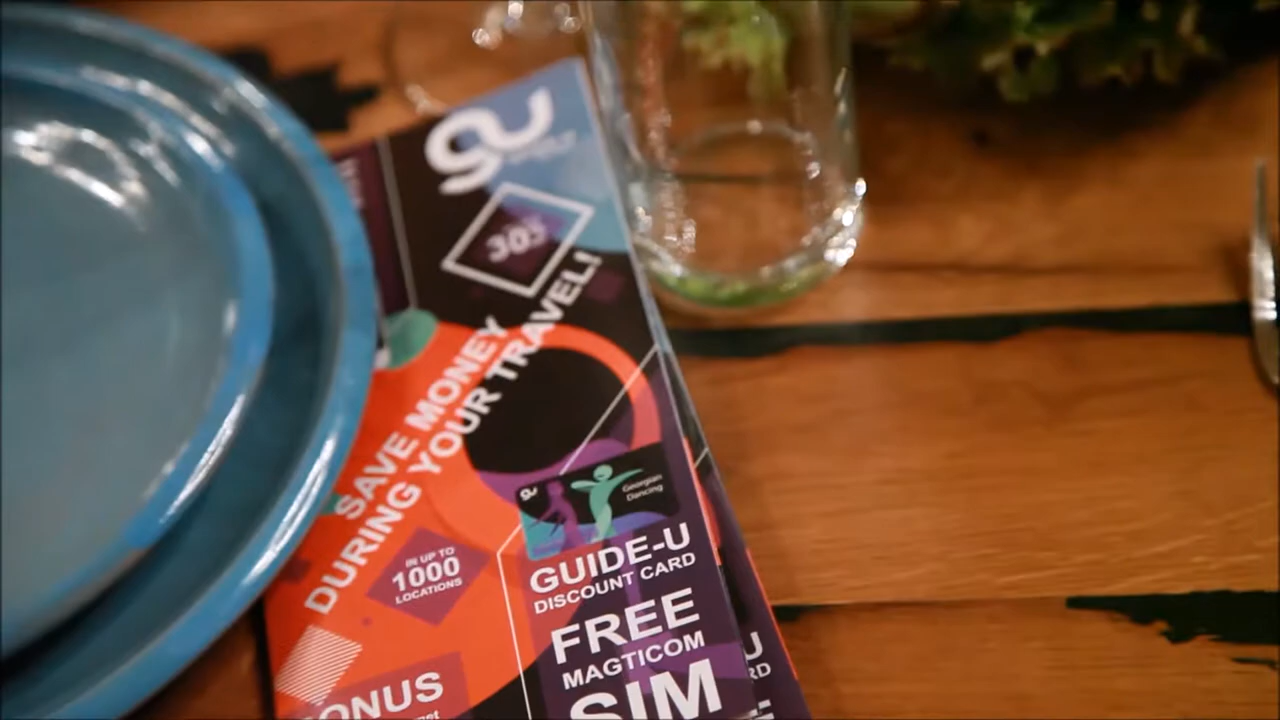 gu
SAVE MONEY
DURING YOUR TRAVEL!
IN UP TO
1000
LOCATIONS
Georgian
Dancing
GUIDE-U
DISCOUNT CARD
FREE
MAGTICOM
SIM
ONUS